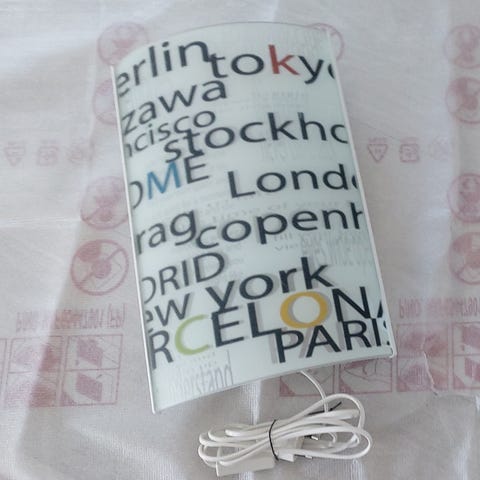 erlin
tokyo
zawa
ncisco
stockho
OME
Londo
rag
copenh
DRID
ew york
RCELONA
PARIS